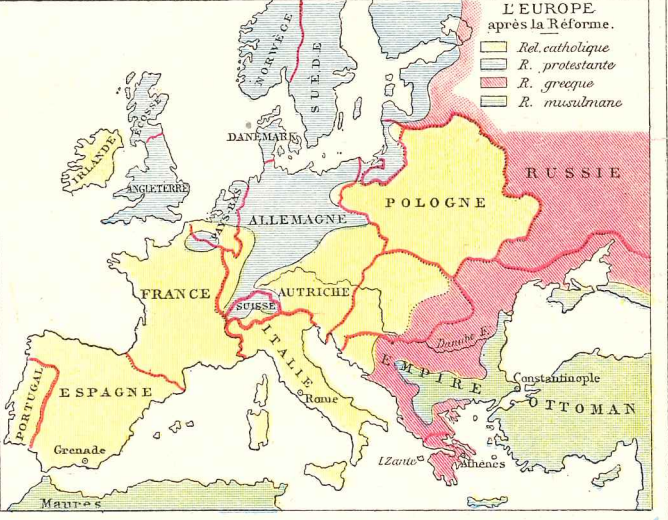 L'EUROPE
après la Réforme.
Rel. catholique
R. protestante
R. grecque
R. musulmane
NORWÉGE
SUÈDE
ÉCOSSE
IRLANDE
ANGLETERRE
DANEMARK
PAYS-BAS
ALLEMAGNE
POLOGNE
RUSSIE
FRANCE
SUISSE
AUTRICHE
ITALIE
Rome
PORTUGAL
ESPAGNE
Grenade
Danube F.
EMPIRE
OTTOMAN
Constantinople
I. Zante
Athènes
Maures